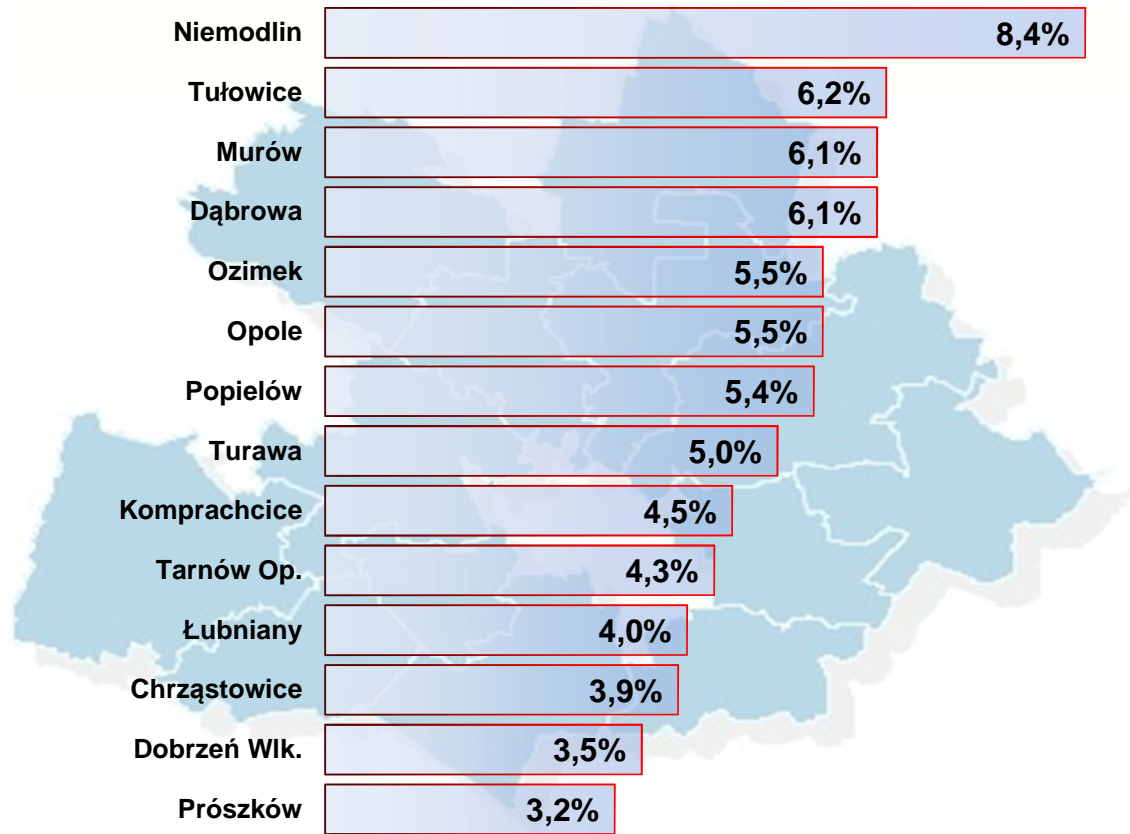 Niemodlin 8,4%
Tułowice 6,2%
Murów 6,1%
Dąbrowa 6,1%
Ozimek 5,5%
Opole 5,5%
Popielów 5,4%
Turawa 5,0%
Komprachcice 4,5%
Tarnów Op. 4,3%
Łubniany 4,0%
Chrząstowice 3,9%
Dobrzeń Wlk. 3,5%
Prószków 3,2%